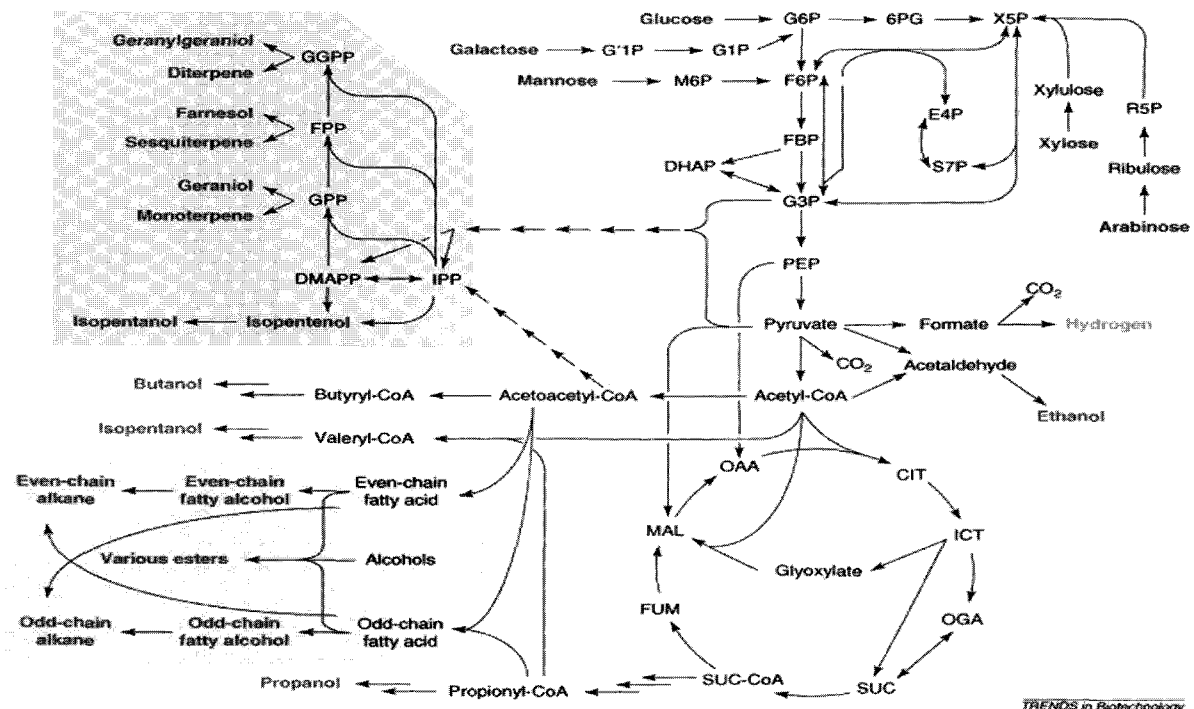 Glucose
G6P
6PG
X5P
Geranylgeraniol
GGPP
Galactose
G'1P
G1P
Diterpene
Mannose
M6P
F6P
Xylulose
R5P
Farnesol
FPP
E4P
Sesquiterpene
FBP
Xylose
DHAP
S7P
Ribulose
Geraniol
GPP
Monoterpene
G3P
Arabinose
PEP
DMAPP
IPP
CO2
Isopentanol
Isopentenol
Pyruvate
Formate
Hydrogen
CO2
Acetaldehyde
Butanol
Butyryl-CoA
Acetoacetyl-CoA
Acetyl-CoA
Ethanol
Isopentanol
Valeryl-CoA
OAA
CIT
Even-chain
alkane
Even-chain
fatty alcohol
Even-chain
fatty acid
MAL
ICT
Various esters
Alcohols
Glyoxylate
FUM
OGA
Odd-chain
alkane
Odd-chain
fatty alcohol
Odd-chain
fatty acid
Propanol
Propionyl-CoA
SUC-CoA
SUC
TRENDS in Biotechnology